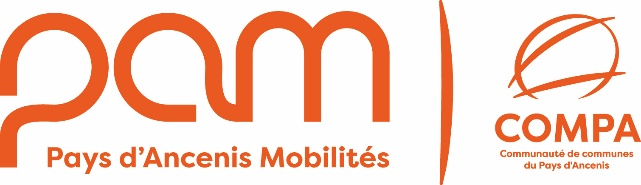 pam
Pays d'Ancenis Mobilités
COMPA
Communauté de communes
du Pays d'Ancenis